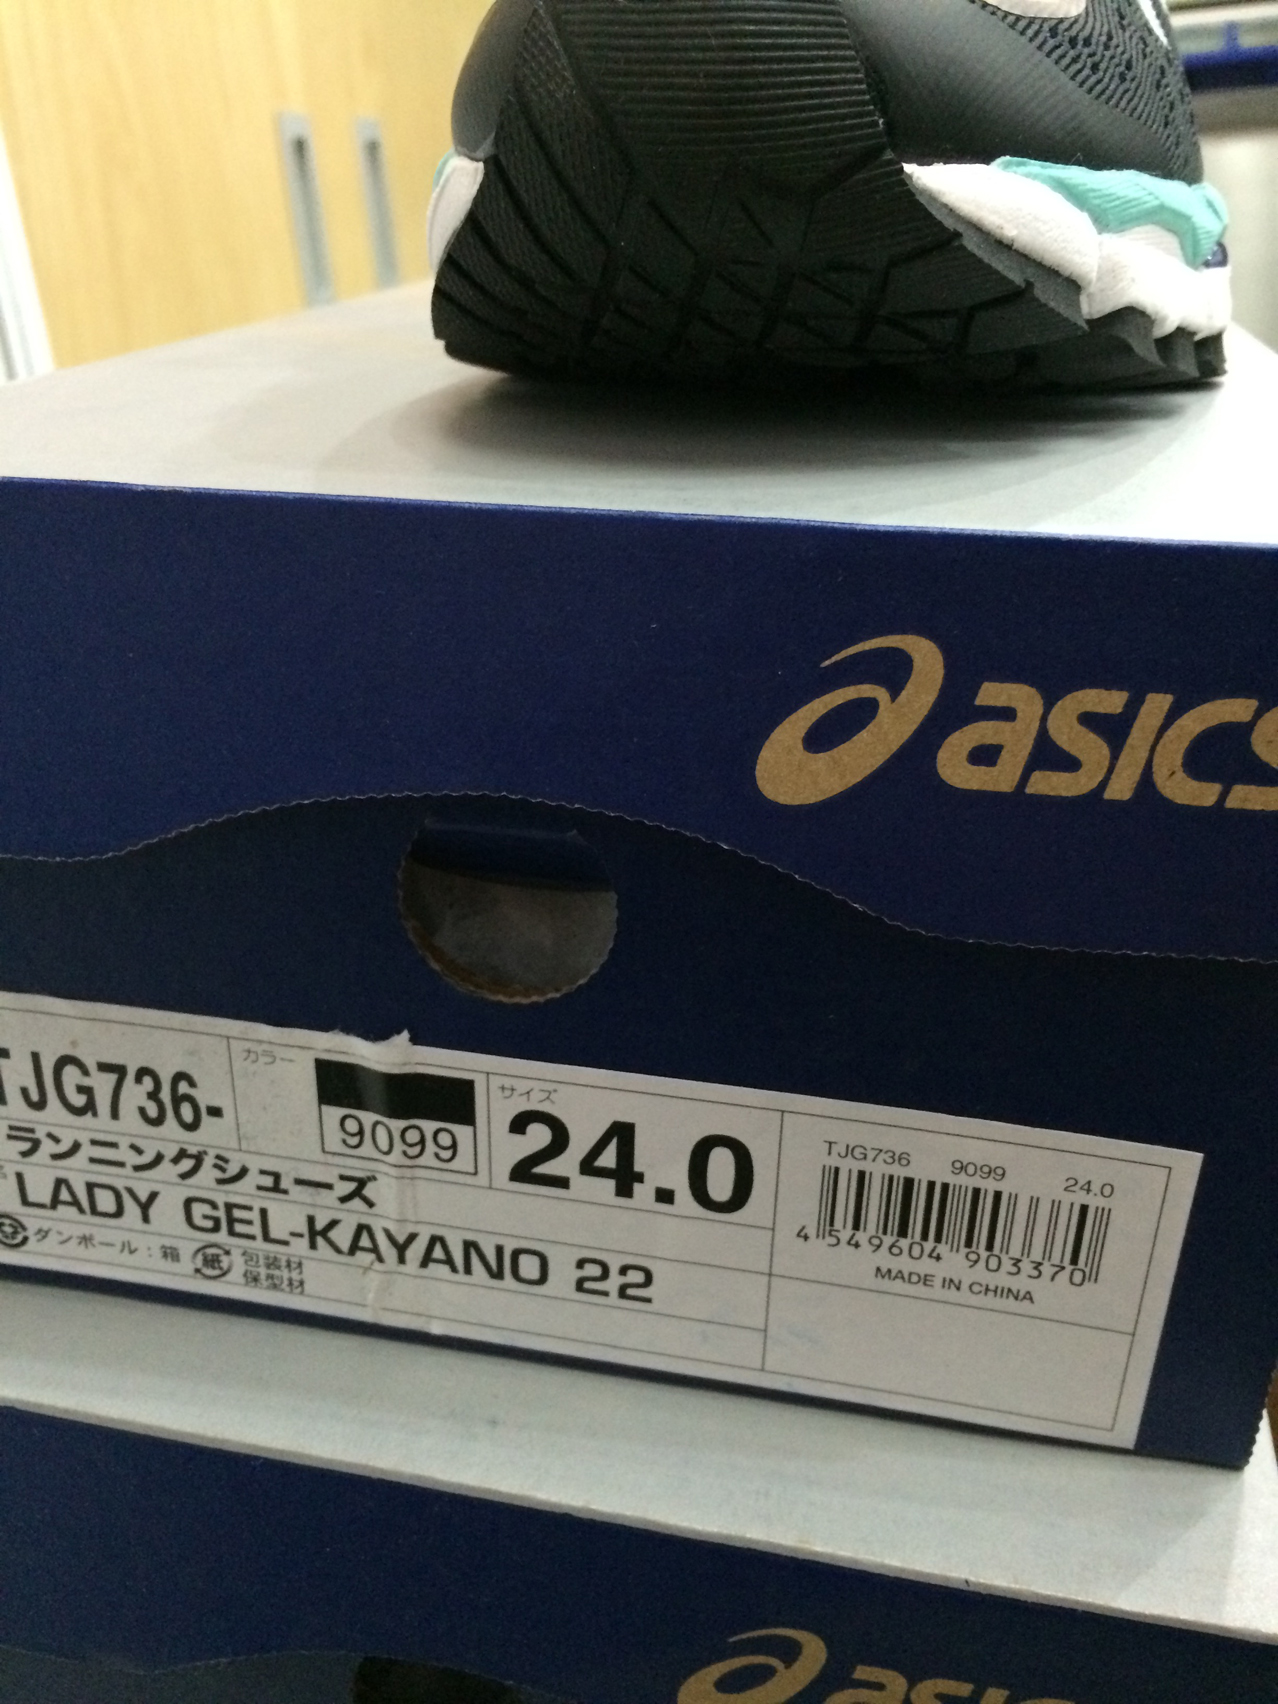 asics
TJG736-
カラー
9099
サイズ
24.0
ランニングシューズ
LADY GEL-KAYANO 22
ダンボール：箱
紙
包装材
保型材
TJG736 9099 24.0
4 549604 903370
MADE IN CHINA
asics